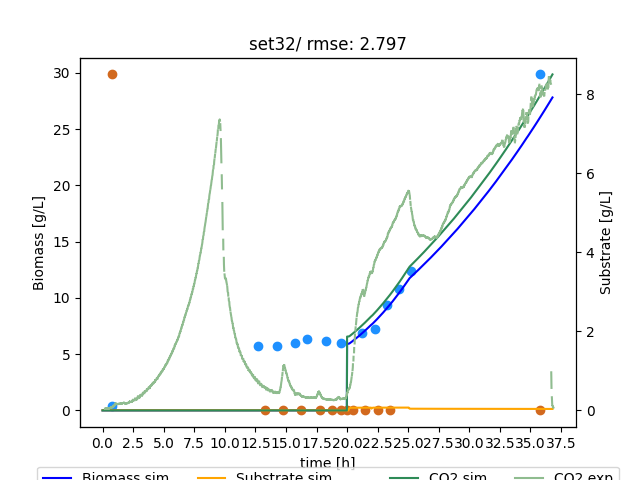 set32/ rmse: 2.797
30
25
20
15
10
5
0
Biomass [g/L]
8
6
4
2
0
Substrate [g/L]
0.0 2.5 5.0 7.5 10.0 12.5 15.0 17.5 20.0 22.5 25.0 27.5 30.0 32.5 35.0 37.5
time [h]
Biomass sim Substrate sim CO2 sim CO2 exp